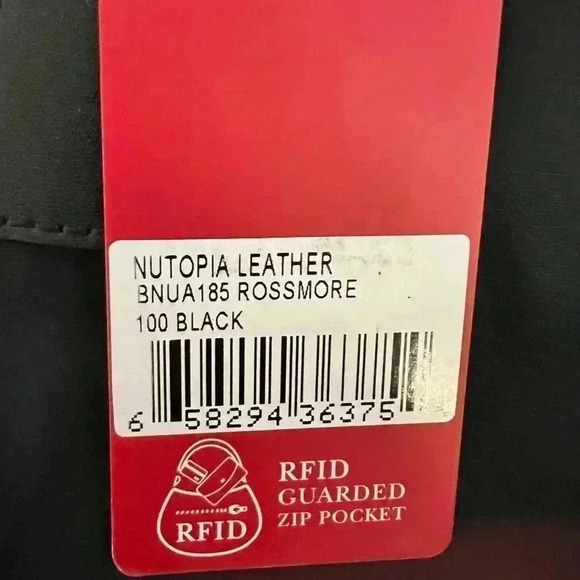 NUTOPIA LEATHER
BNUA185 ROSSMORE
100 BLACK
6 58294 36375
RFID
GUARDED
ZIP POCKET
RFID